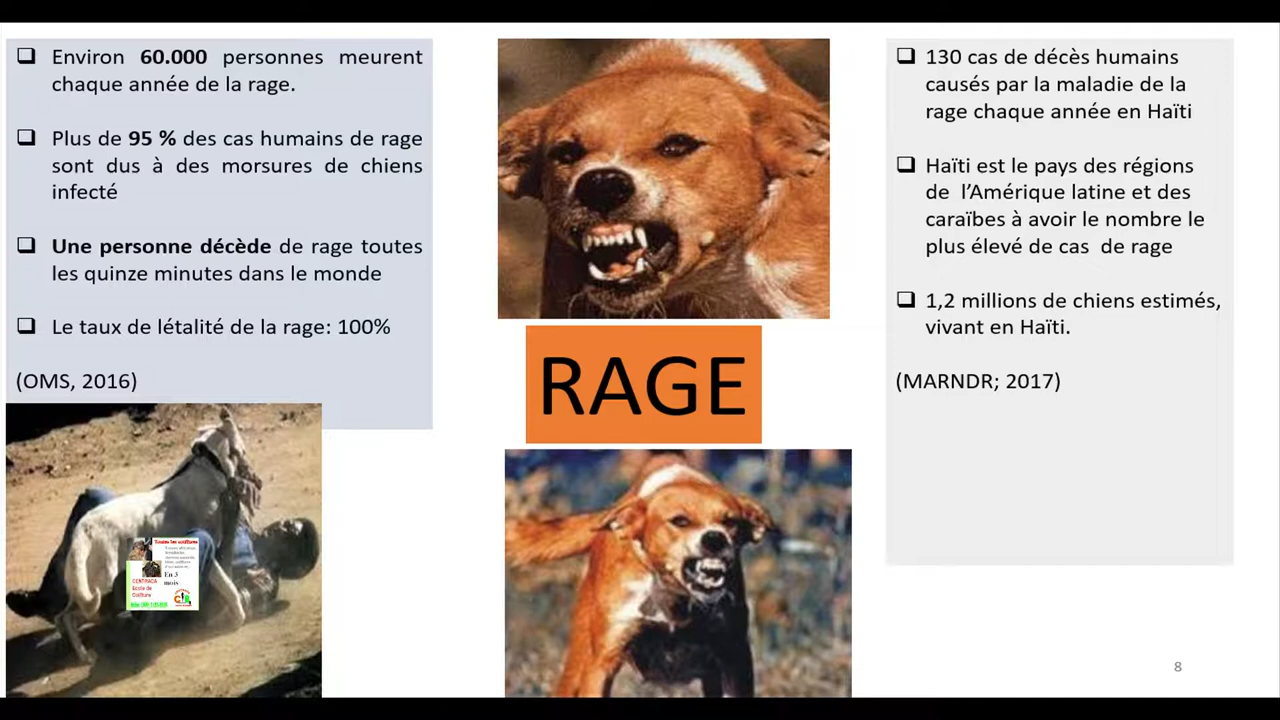 Environ 60.000 personnes meurent
chaque année de la rage.
Plus de 95 % des cas humains de rage
sont dus à des morsures de chiens
infecté
Une personne décède de rage toutes
les quinze minutes dans le monde
Le taux de létalité de la rage: 100%
(OMS, 2016)
RAGE
130 cas de décès humains
causés par la maladie de la
rage chaque année en Haïti
Haïti est le pays des régions
de l’Amérique latine et des
caraïbes à avoir le nombre le
plus élevé de cas de rage
1,2 millions de chiens estimés,
vivant en Haïti.
(MARNDR; 2017)
En 3
mois
Ecole de
8